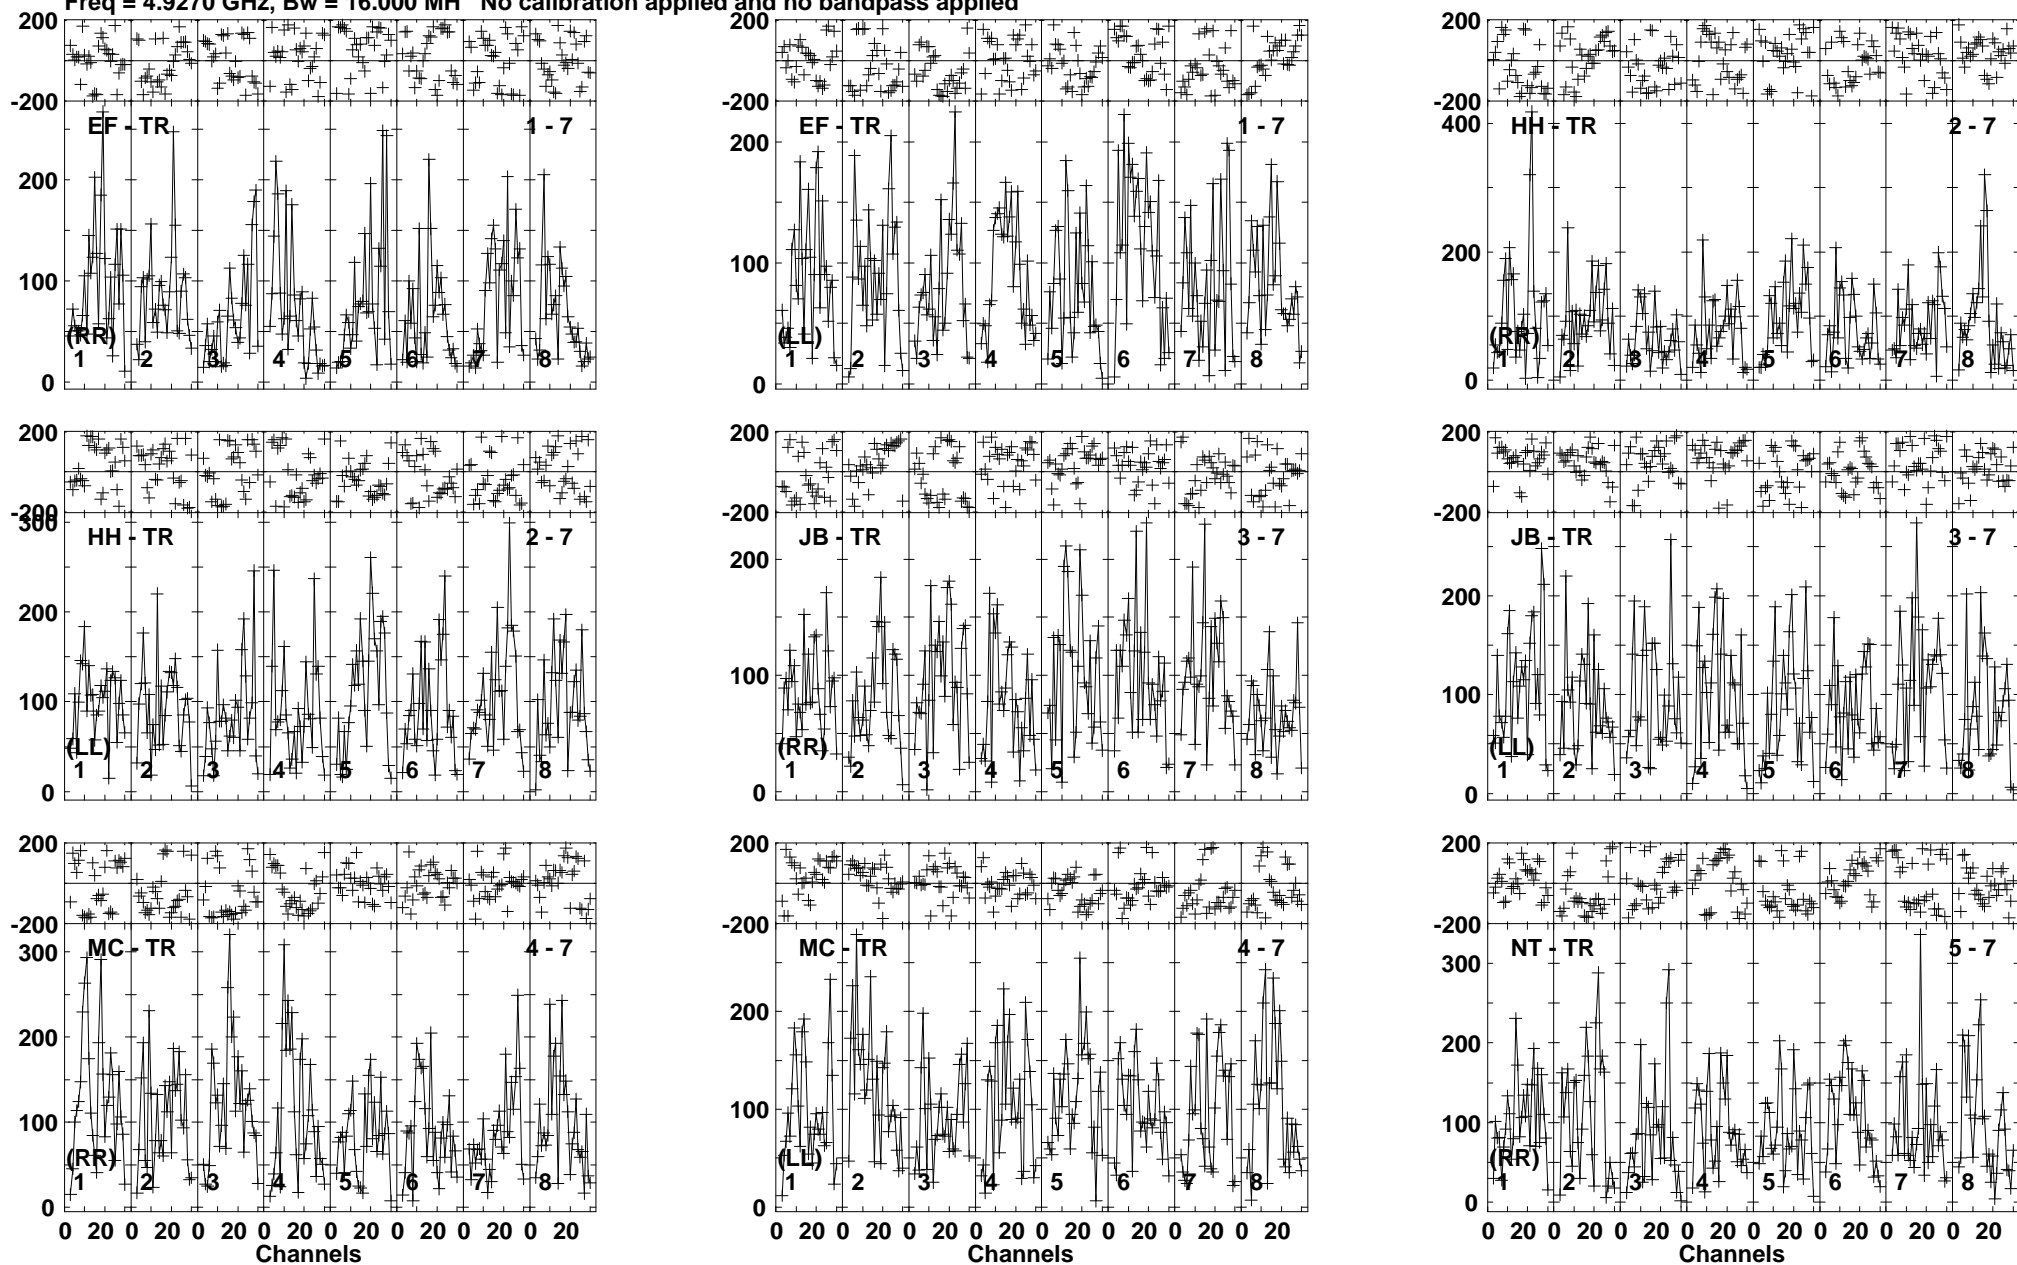 Freq = 4.9270 GHz, Bw = 16.000 MH No calibration applied and no bandpass applied
200 200 200
-200 -200 -200
EF - TR 1 - 7 EF - TR 1 - 7 HH - TR 2 - 7
200 100 0 200 100 0 400 200 0
(RR) (LL) (RR)
1 2 3 4 5 6 7 8 1 2 3 4 5 6 7 8 1 2 3 4 5 6 7 8
200 200 200
-200 -200 -200
HH - TR 2 - 7 JB - TR 3 - 7 JB - TR 3 - 7
300 200 100 0 200 100 0 200 100 0
(LL) (RR) (LL)
1 2 3 4 5 6 7 8 1 2 3 4 5 6 7 8 1 2 3 4 5 6 7 8
200 200 200
-200 -200 -200
MC - TR 4 - 7 MC - TR 4 - 7 NT - TR 5 - 7
300 200 100 0 200 100 0 300 200 100 0
(RR) (LL) (RR)
1 2 3 4 5 6 7 8 1 2 3 4 5 6 7 8 1 2 3 4 5 6 7 8
0 20 0 20 0 20 0 20 0 20 0 20 0 20 0 20 0 20 0 20 0 20 0 20 0 20 0 20 0 20 0 20 0 20 0 20 0 20 0 20 0 20 0 20 0 20 0 20
Channels Channels Channels